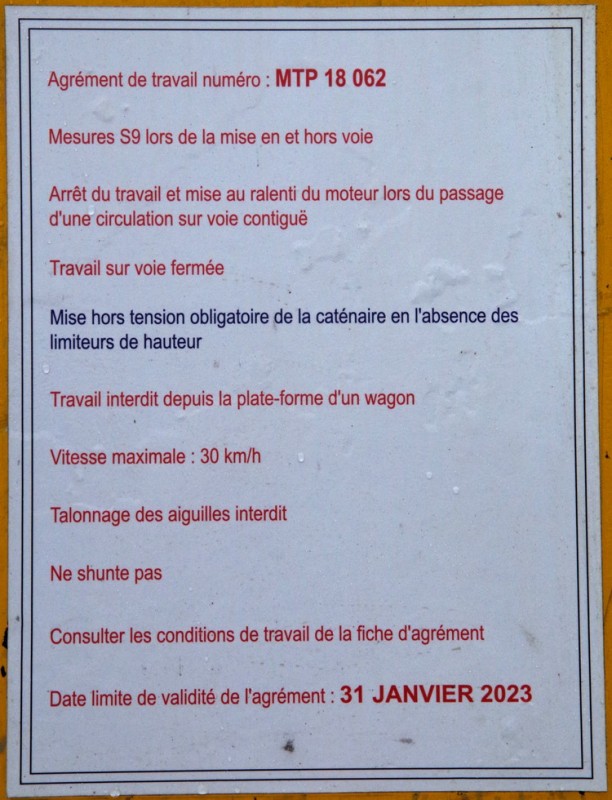 Agrément de travail numéro : MTP 18 062
Mesures S9 lors de la mise en et hors voie
Arrêt du travail et mise au ralenti du moteur lors du passage
d'une circulation sur voie contiguë
Travail sur voie fermée
Mise hors tension obligatoire de la caténaire en l'absence des
limiteurs de hauteur
Travail interdit depuis la plate-forme d'un wagon
Vitesse maximale : 30 km/h
Talonnage des aiguilles interdit
Ne shunte pas
Consulter les conditions de travail de la fiche d'agrément
Date limite de validité de l'agrément : 31 JANVIER 2023